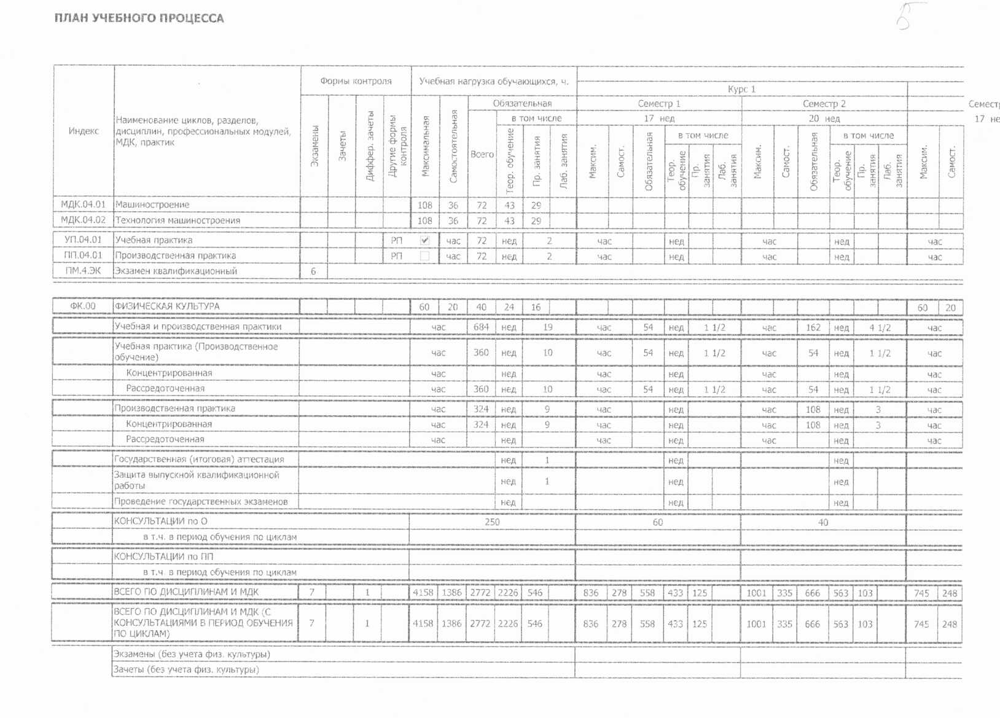 ПЛАН УЧЕБНОГО ПРОЦЕССА
Б
Индекс
Наименование циклов, разделов,
дисциплин, профессиональных модулей,
МДК, практик
Формы контроля
Экзамены
Зачеты
Диффер. зачеты
Другие формы
контроля
Учебная нагрузка обучающихся, ч.
Максимальная
Самостоятельная
Обязательная
Всего
в том числе
Теор. обучение
Пр. занятия
Лаб. занятия
Курс 1
Семестр 1
17 нед
Максим.
Самост.
Обязательная
в том числе
Теор.
обучение
Пр.
занятия
Лаб.
занятия
Семестр 2
20 нед
Максим.
Самост.
Обязательная
в том числе
Теор.
обучение
Пр.
занятия
Лаб.
занятия
Семестр
17 не
Максим.
Самост.
МДК.04.01 Машиностроение 108 36 72 43 29
МДК.04.02 Технология машиностроения 108 36 72 43 29
УП.04.01 Учебная практика РП час 72 нед 2 час нед час нед час
ПП.04.01 Производственная практика РП час 72 нед 2 час нед час нед час
ПМ.4.ЭК Экзамен квалификационный 6
ФК.00 ФИЗИЧЕСКАЯ КУЛЬТУРА 60 20 40 24 16 60 20
Учебная и производственная практики час 684 нед 19 час 54 нед 1 1/2 час 162 нед 4 1/2 час
Учебная практика (Производственное
обучение) час 360 нед 10 час 54 нед 1 1/2 час 54 нед 1 1/2 час
Концентрированная час нед час нед час нед час
Рассредоточенная час 360 нед 10 час 54 нед 1 1/2 час 54 нед 1 1/2 час
Производственная практика час 324 нед 9 час нед час 108 нед 3 час
Концентрированная час 324 нед 9 час нед час 108 нед 3 час
Рассредоточенная час нед час нед час нед час
Государственная (итоговая) аттестация нед 1 нед нед
Защита выпускной квалификационной
работы нед 1 нед нед
Проведение государственных экзаменов нед нед нед
КОНСУЛЬТАЦИИ по О 250 60 40
в т.ч. в период обучения по циклам
КОНСУЛЬТАЦИИ по ПП
в т.ч. в период обучения по циклам
ВСЕГО ПО ДИСЦИПЛИНАМ И МДК 7 1 4158 1386 2772 2226 546 836 278 558 433 125 1001 335 666 563 103 745 248
ВСЕГО ПО ДИСЦИПЛИНАМ И МДК (С
КОНСУЛЬТАЦИЯМИ В ПЕРИОД ОБУЧЕНИЯ
ПО ЦИКЛАМ) 7 1 4158 1386 2772 2226 546 836 278 558 433 125 1001 335 666 563 103 745 248
Экзамены (без учета физ. культуры)
Зачеты (без учета физ. культуры)